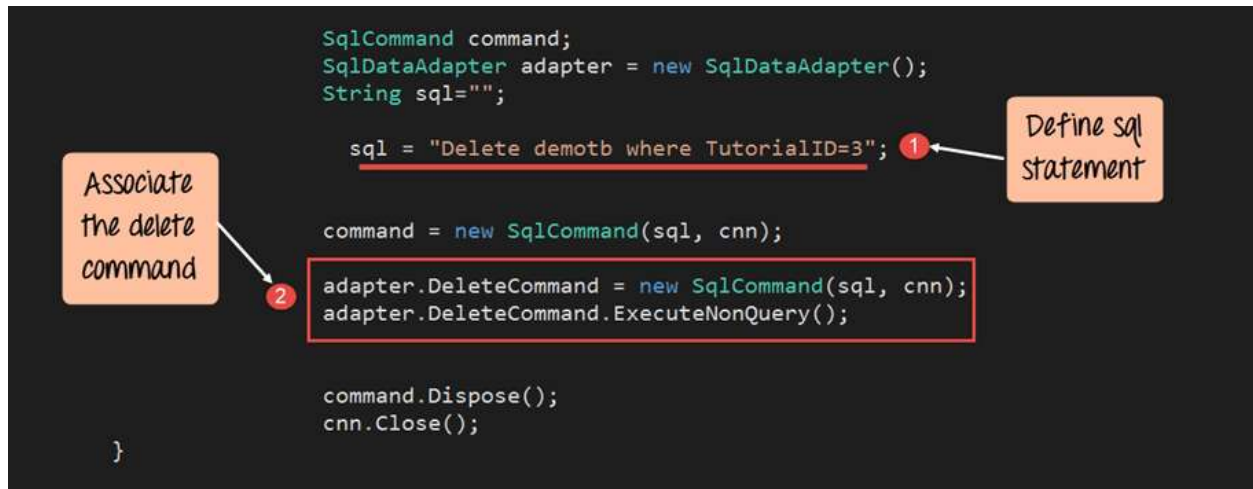 SqlCommand command;
SqlDataAdapter adapter = new SqlDataAdapter();
String sql="";
sql = "Delete demotb where TutorialID=3"; 1
Define sql
statement
Associate
the delete
command
command = new SqlCommand(sql, cnn);
2
adapter.DeleteCommand = new SqlCommand(sql, cnn);
adapter.DeleteCommand.ExecuteNonQuery();
command.Dispose();
cnn.Close();
}